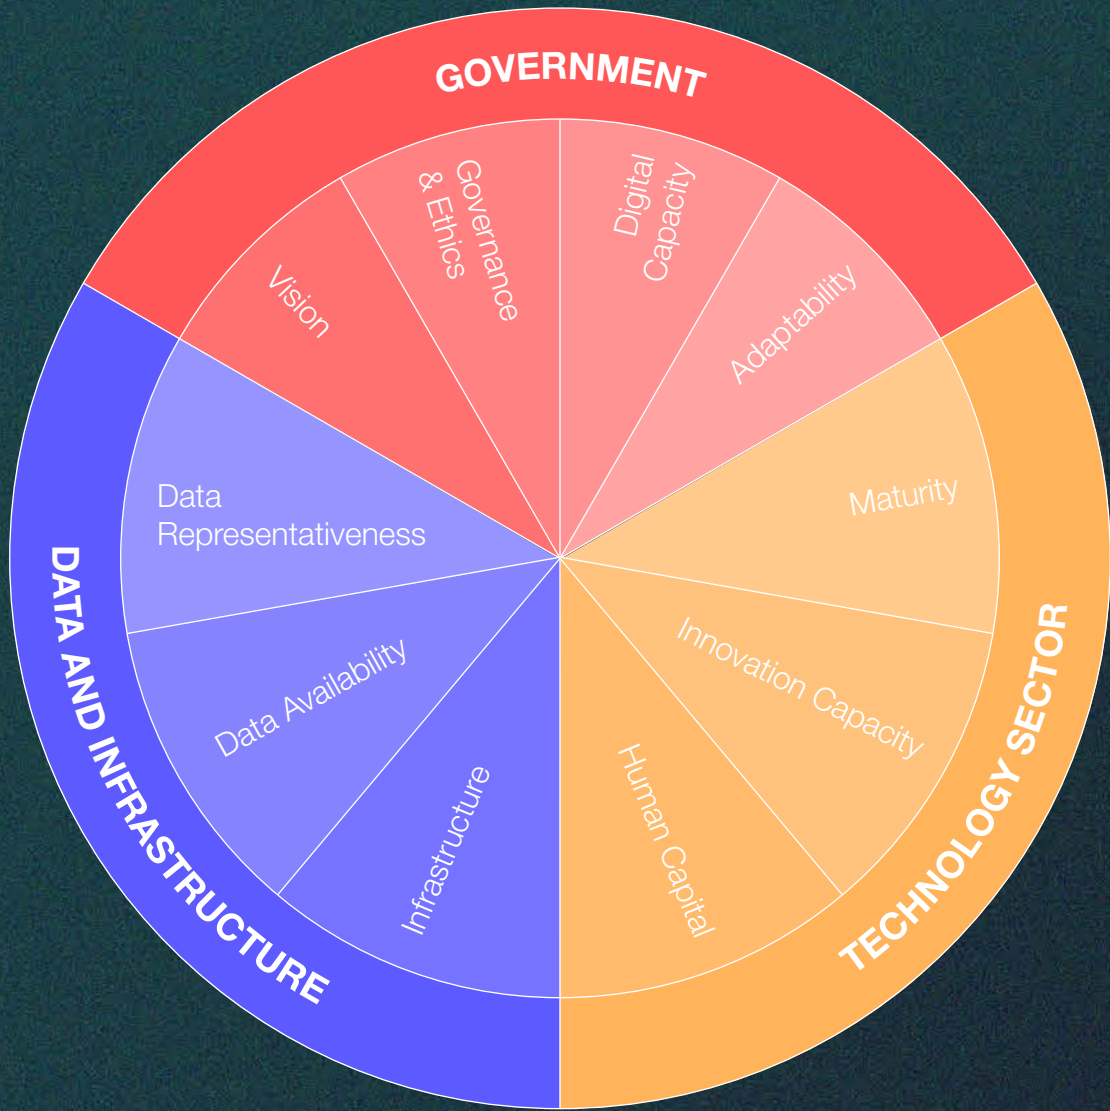 GOVERNMENT
Vision
Governance
& Ethics
Digital
Capacity
Adaptability
TECHNOLOGY SECTOR
Maturity
Innovation Capacity
Human Capital
DATA AND INFRASTRUCTURE
Infrastructure
Data Availability
Data
Representativeness